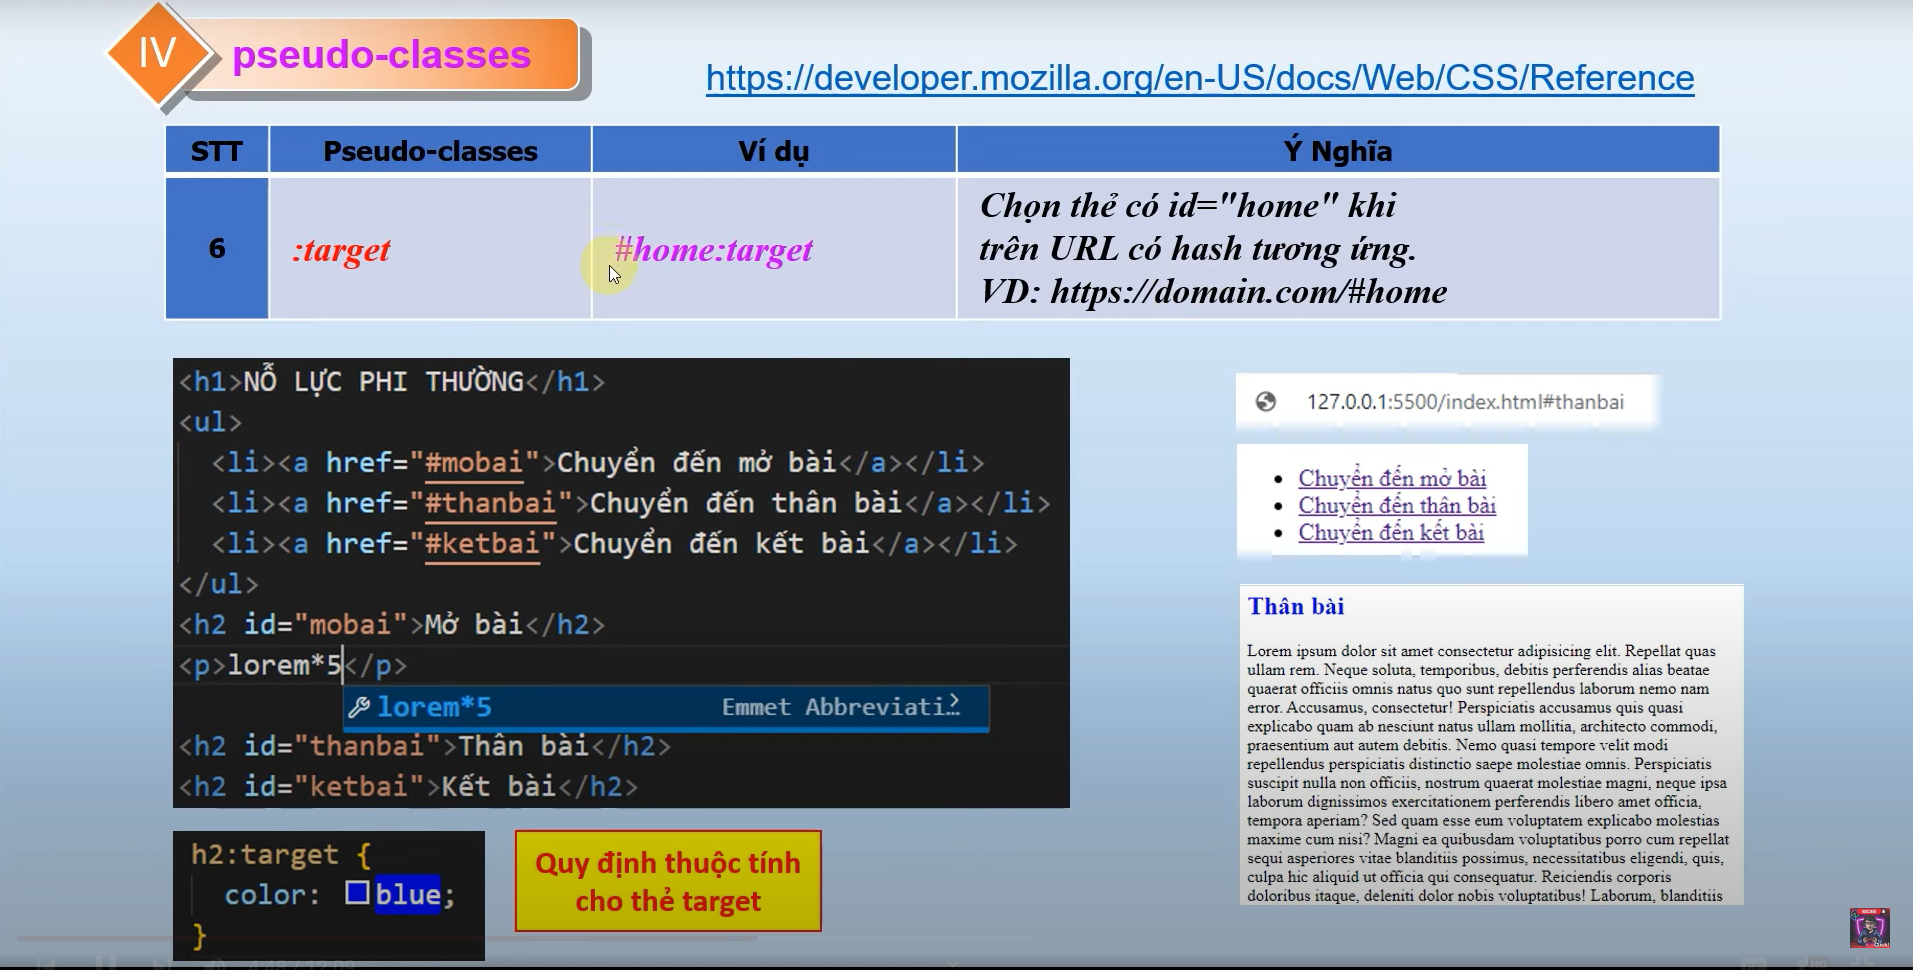 IV
pseudo-classes
https://developer.mozilla.org/en-US/docs/Web/CSS/Reference
STT Pseudo-classes Ví dụ Ý Nghĩa
6 :target #home:target
Chọn thẻ có id="home" khi
trên URL có hash tương ứng.
VD: https://domain.com/#home
<h1>NỖ LỰC PHI THƯỜNG</h1>
<ul>
<li><a href="#mobai">Chuyển đến mở bài</a></li>
<li><a href="#thanbai">Chuyển đến thân bài</a></li>
<li><a href="#ketbai">Chuyển đến kết bài</a></li>
</ul>
<h2 id="mobai">Mở bài</h2>
<p>lorem*5</p>
lorem*5 Emmet Abbreviati…
<h2 id="thanbai">Thân bài</h2>
<h2 id="ketbai">Kết bài</h2>
h2:target {
color: blue;
}
Quy định thuộc tính
cho thẻ target
127.0.0.1:5500/index.html#thanbai
Chuyển đến mở bài
Chuyển đến thân bài
Chuyển đến kết bài
Thân bài
Lorem ipsum dolor sit amet consectetur adipisicing elit. Repellat quas
ullam rem. Neque soluta, temporibus, debitis perferendis alias beatae
quaerat officiis omnis natus quo sunt repellendus laborum nemo nam
error. Accusamus, consectetur! Perspiciatis accusamus quis quasi
explicabo quam ab nesciunt natus ullam mollitia, architecto commodi,
praesentium aut autem debitis. Nemo quasi tempore velit modi
repellendus perspiciatis distinctio saepe molestiae omnis. Perspiciatis
suscipit nulla non officiis, nostrum quaerat molestiae magni, neque ipsa
laborum dignissimos exercitationem perferendis libero amet officia,
tempora aperiam? Sed quam esse eum voluptatem explicabo molestias
maxime cum nisi? Magni ea quibusdam voluptatibus porro cum repellat
sequi asperiores vitae blanditiis possimus, necessitatibus eligendi, quis,
culpa hic aliquid ut officia qui consequatur. Reiciendis corporis
doloribus itaque, deleniti dolor nobis voluptatibus! Laborum, blanditiis
4:48 / 12:09